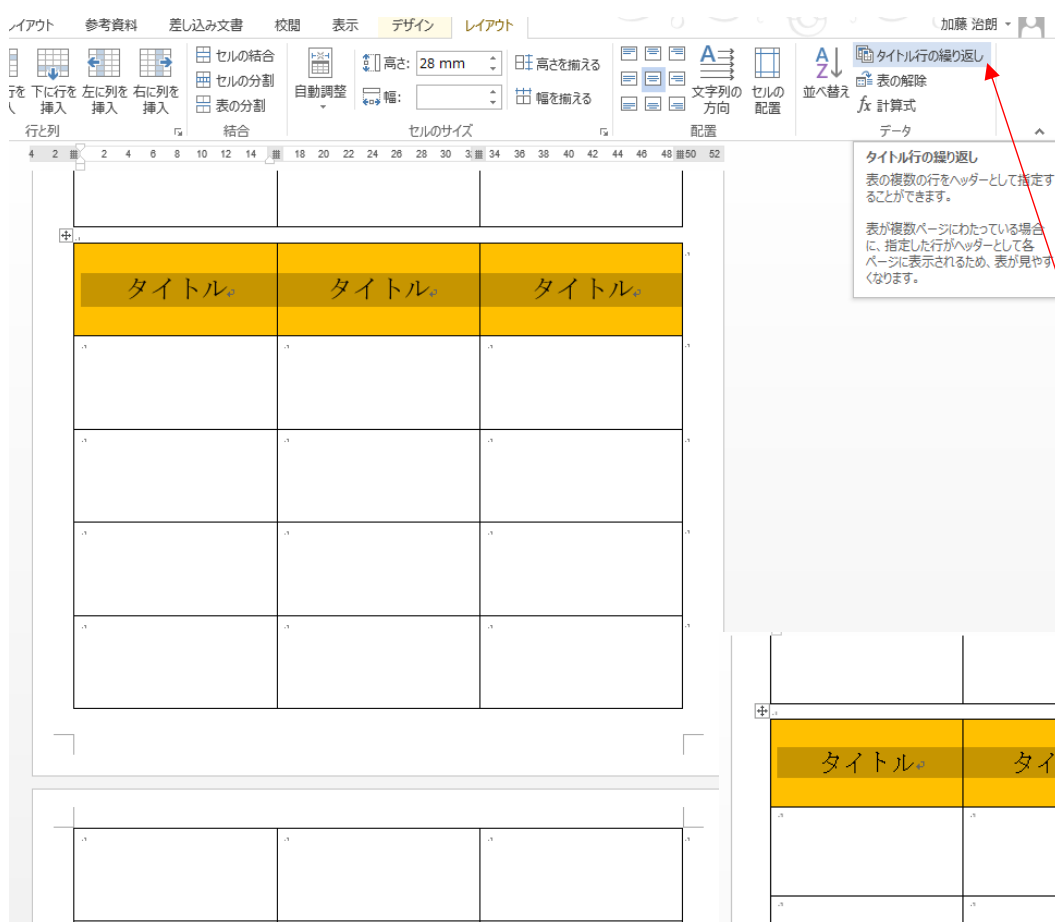 レイアウト 参考資料 差し込み文書 校閲 表示 デザイン レイアウト 加藤 治朗
下に行を挿入 左に列を挿入 右に列を挿入
セルの結合
セルの分割
表の分割
自動調整
高さ: 28 mm 高さを揃える
幅: 幅を揃える
文字列の方向
セルの配置
並べ替え
タイトル行の繰り返し
表の解除
fx 計算式
行と列 結合 セルのサイズ 配置 データ
4 2 2 4 6 8 10 12 14 18 20 22 24 26 28 30 34 36 38 40 42 44 46 48 50 52
タイトル行の繰り返し
表の複数の行をヘッダーとして指定す
ることができます。
表が複数ページにわたっている場合
に、指定した行がヘッダーとして各
ページに表示されるため、表が見やす
くなります。
タイトル タイトル タイトル
タイトル タイ